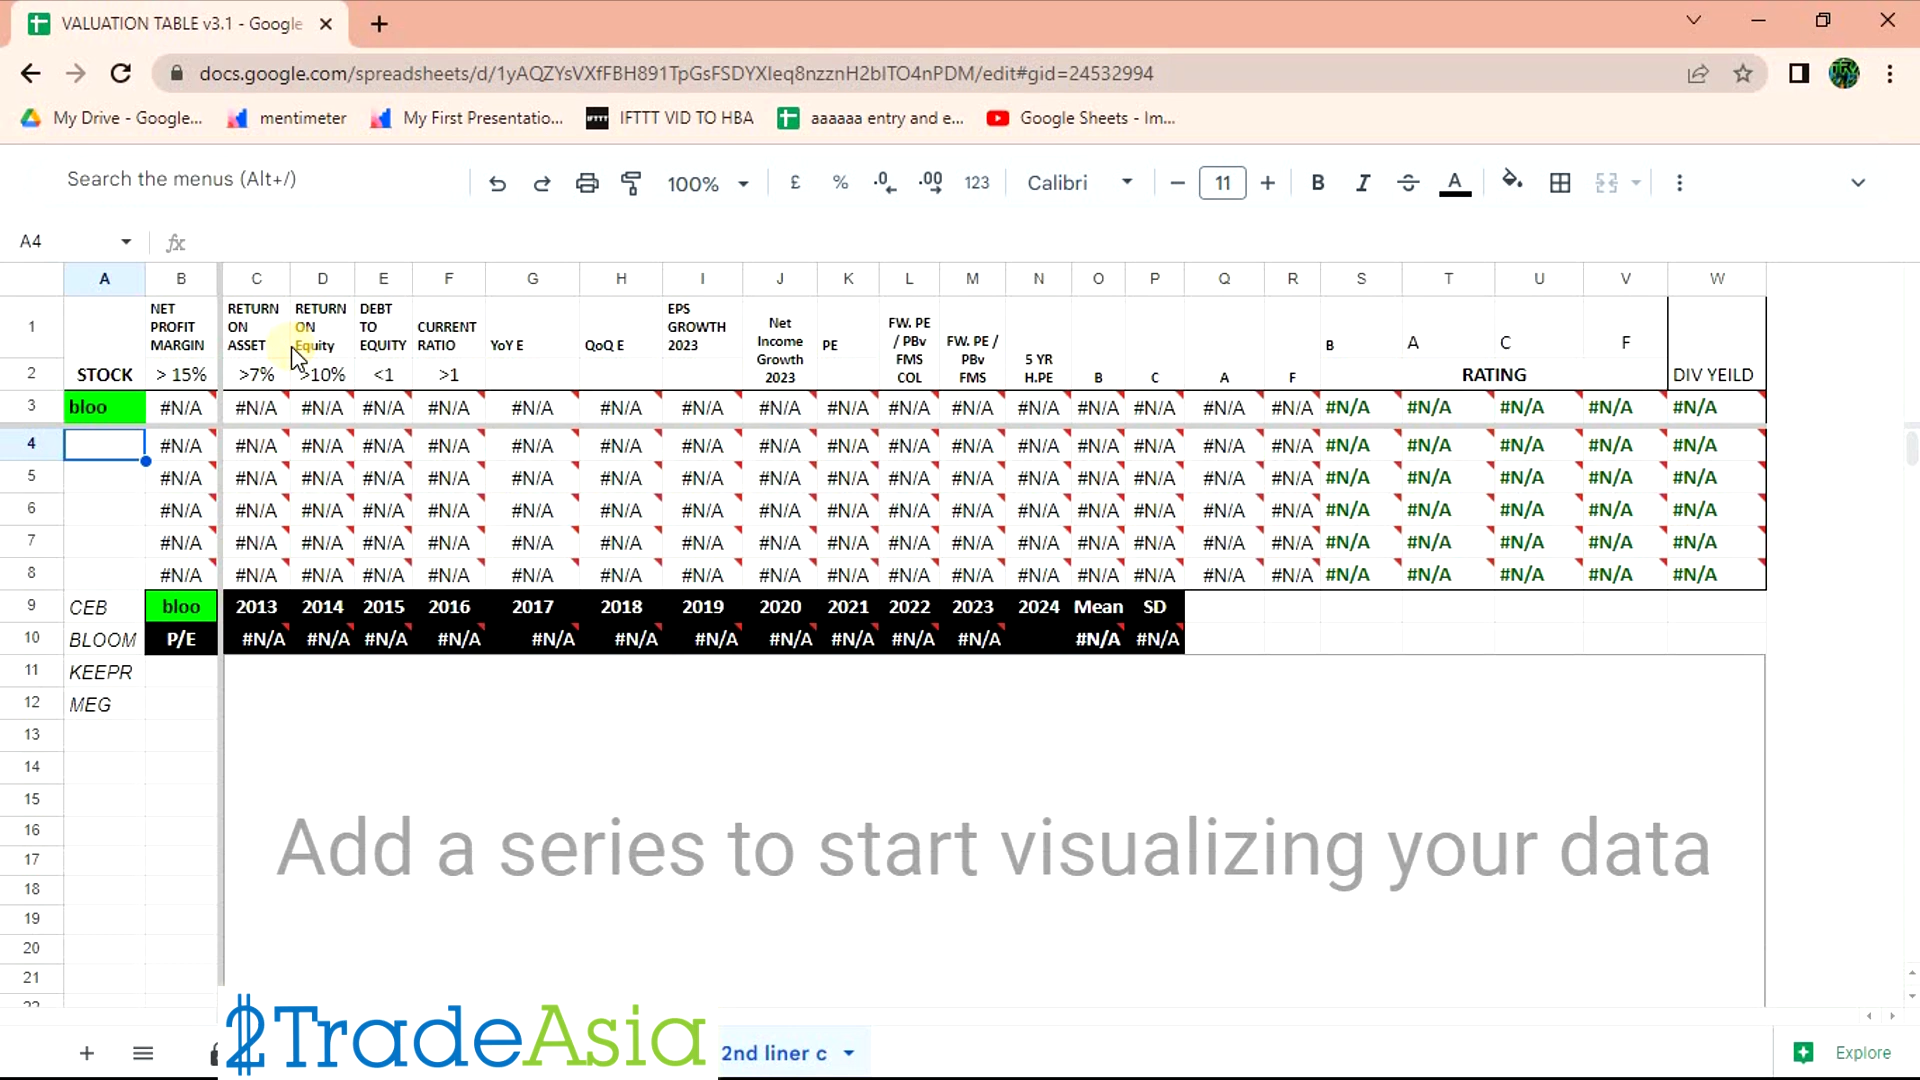 VALUATION TABLE v3.1 - Google
docs.google.com/spreadsheets/d/1yAQZYsVXfFBH891TpGsFSDYXIeq8nzznH2bITO4nPDM/edit#gid=24532994
My Drive - Google... mentimeter My First Presentatio... IFTTT IFTTT VID TO HBA aaaaaa entry and e... Google Sheets - Im...
Search the menus (Alt+/) 100% £ % .0 .00 123 Calibri 11 B I S A
A4 fx
A B C D E F G H I J K L M N O P Q R S T U V W
1 NET PROFIT MARGIN RETURN ON ASSET RETURN ON Equity DEBT TO EQUITY CURRENT RATIO YoY E QoQ E EPS GROWTH 2023 Net Income Growth 2023 PE FW. PE / PBv FMS COL FW. PE / PBv FMS 5 YR H.PE B C A F B A C F
2 STOCK > 15% >7% >10% <1 >1 RATING DIV YEILD
3 bloo #N/A #N/A #N/A #N/A #N/A #N/A #N/A #N/A #N/A #N/A #N/A #N/A #N/A #N/A #N/A #N/A #N/A #N/A #N/A #N/A #N/A #N/A
4 #N/A #N/A #N/A #N/A #N/A #N/A #N/A #N/A #N/A #N/A #N/A #N/A #N/A #N/A #N/A #N/A #N/A #N/A #N/A #N/A #N/A #N/A
5 #N/A #N/A #N/A #N/A #N/A #N/A #N/A #N/A #N/A #N/A #N/A #N/A #N/A #N/A #N/A #N/A #N/A #N/A #N/A #N/A #N/A #N/A
6 #N/A #N/A #N/A #N/A #N/A #N/A #N/A #N/A #N/A #N/A #N/A #N/A #N/A #N/A #N/A #N/A #N/A #N/A #N/A #N/A #N/A #N/A
7 #N/A #N/A #N/A #N/A #N/A #N/A #N/A #N/A #N/A #N/A #N/A #N/A #N/A #N/A #N/A #N/A #N/A #N/A #N/A #N/A #N/A #N/A
8 #N/A #N/A #N/A #N/A #N/A #N/A #N/A #N/A #N/A #N/A #N/A #N/A #N/A #N/A #N/A #N/A #N/A #N/A #N/A #N/A #N/A #N/A
9 CEB bloo 2013 2014 2015 2016 2017 2018 2019 2020 2021 2022 2023 2024 Mean SD
10 BLOOM P/E #N/A #N/A #N/A #N/A #N/A #N/A #N/A #N/A #N/A #N/A #N/A #N/A #N/A
11 KEEPR
12 MEG
13
14
15
16
Add a series to start visualizing your data
17
18
19
20
21
22
2TradeAsia 2nd liner c Explore